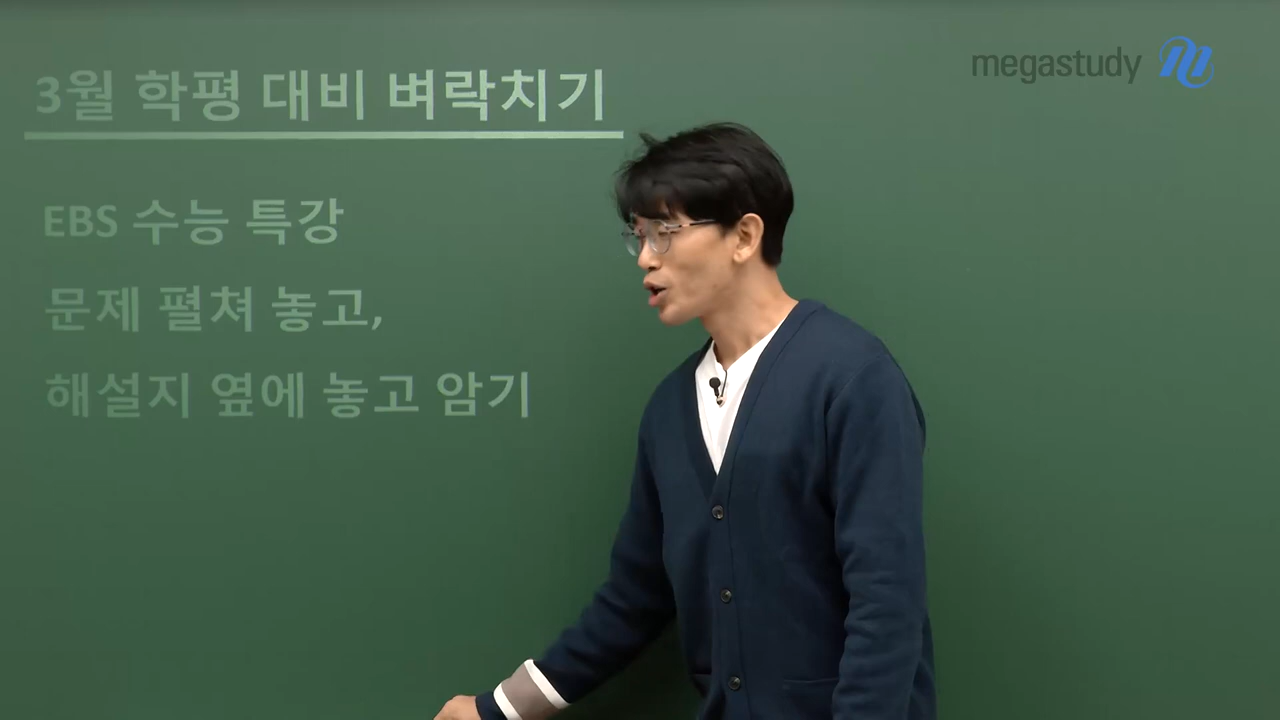 3월 학평 대비 벼락치기
megastudy
EBS 수능 특강
문제 펼쳐 놓고,
해설지 옆에 놓고 암기